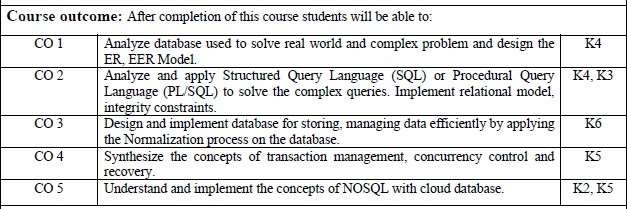 Course outcome: After completion of this course students will be able to:
CO 1 Analyze database used to solve real world and complex problem and design the K4
ER, EER Model.
CO 2 Analyze and apply Structured Query Language (SQL) or Procedural Query K4, K3
Language (PL/SQL) to solve the complex queries. Implement relational model,
integrity constraints.
CO 3 Design and implement database for storing, managing data efficiently by applying K6
the Normalization process on the database.
CO 4 Synthesize the concepts of transaction management, concurrency control and K5
recovery.
CO 5 Understand and implement the concepts of NOSQL with cloud database. K2, K5